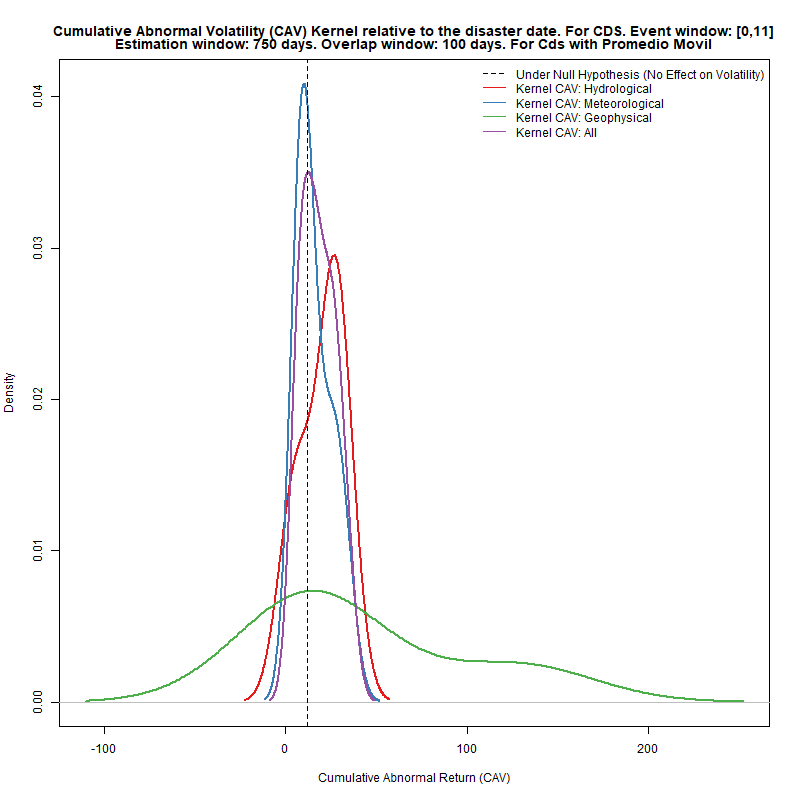 Cumulative Abnormal Volatility (CAV) Kernel relative to the disaster date. For CDS. Event window: [0,11]
Estimation window: 750 days. Overlap window: 100 days. For Cds with Promedio Movil
Under Null Hypothesis (No Effect on Volatility)
Kernel CAV: Hydrological
Kernel CAV: Meteorological
Kernel CAV: Geophysical
Kernel CAV: All
0.04
0.03
0.02
0.01
0.00
Density
-100
0
100
200
Cumulative Abnormal Return (CAV)